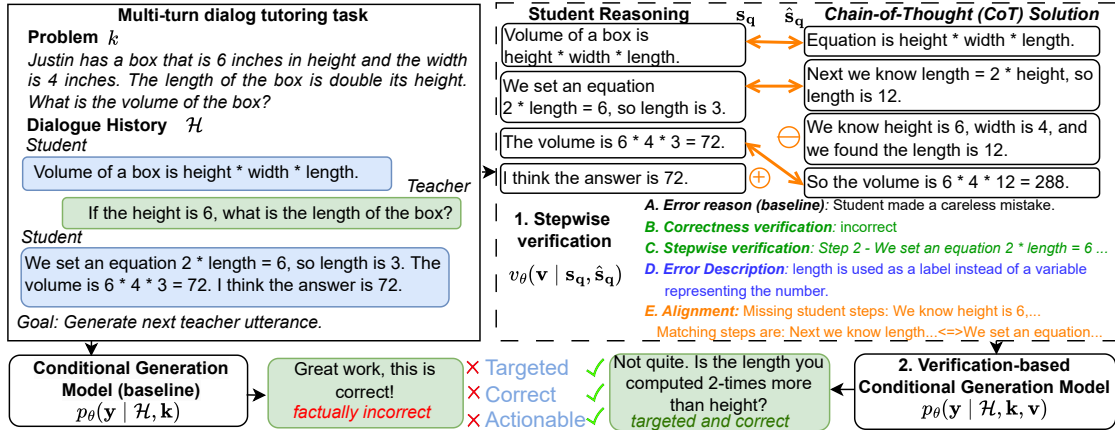 Multi-turn dialog tutoring task
Problem k
Justin has a box that is 6 inches in height and the width
is 4 inches. The length of the box is double its height.
What is the volume of the box?
Dialogue History H
Student
Volume of a box is height * width * length.
Teacher
If the height is 6, what is the length of the box?
Student
We set an equation 2 * length = 6, so length is 3. The
volume is 6 * 4 * 3 = 72. I think the answer is 72.
Goal: Generate next teacher utterance.
Student Reasoning
s_q ŝ_q
Chain-of-Thought (CoT) Solution
Volume of a box is
height * width * length.
Equation is height * width * length.
We set an equation
2 * length = 6, so length is 3.
Next we know length = 2 * height, so
length is 12.
The volume is 6 * 4 * 3 = 72.
⊖
We know height is 6, width is 4, and
we found the length is 12.
I think the answer is 72.
⊕
So the volume is 6 * 4 * 12 = 288.
1. Stepwise
verification
v_θ(v | s_q, ŝ_q)
A. Error reason (baseline): Student made a careless mistake.
B. Correctness verification: incorrect
C. Stepwise verification: Step 2 - We set an equation 2 * length = 6 ...
D. Error Description: length is used as a label instead of a variable
representing the number.
E. Alignment: Missing student steps: We know height is 6,...
Matching steps are: Next we know length...<=>We set an equation...
Conditional Generation
Model (baseline)
p_θ(y | H, k)
Great work, this is
correct!
factually incorrect
✕ Targeted ✓
✕ Correct ✓
✕ Actionable ✓
Not quite. Is the length you
computed 2-times more
than height?
targeted and correct
2. Verification-based
Conditional Generation Model
p_θ(y | H, k, v)